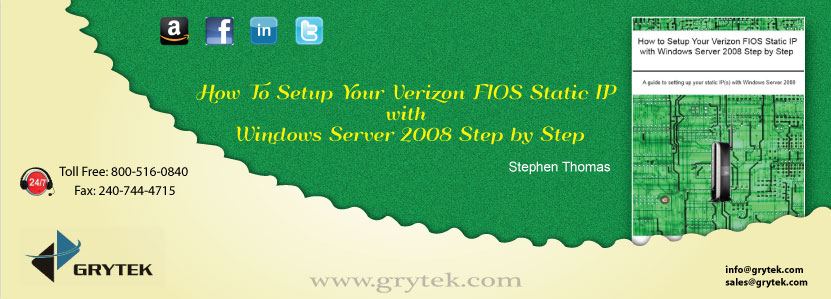 a
f
in
t
How to Setup Your Verizon FIOS Static IP
with Windows Server 2008 Step by Step
A guide to setting up your static IP(s) with Windows Server 2008
How To Setup Your Verizon FIOS Static IP
with
Windows Server 2008 Step by Step
Stephen Thomas
24/7
Toll Free: 800-516-0840
Fax: 240-744-4715
GRYTEK
www.grytek.com
info@grytek.com
sales@grytek.com